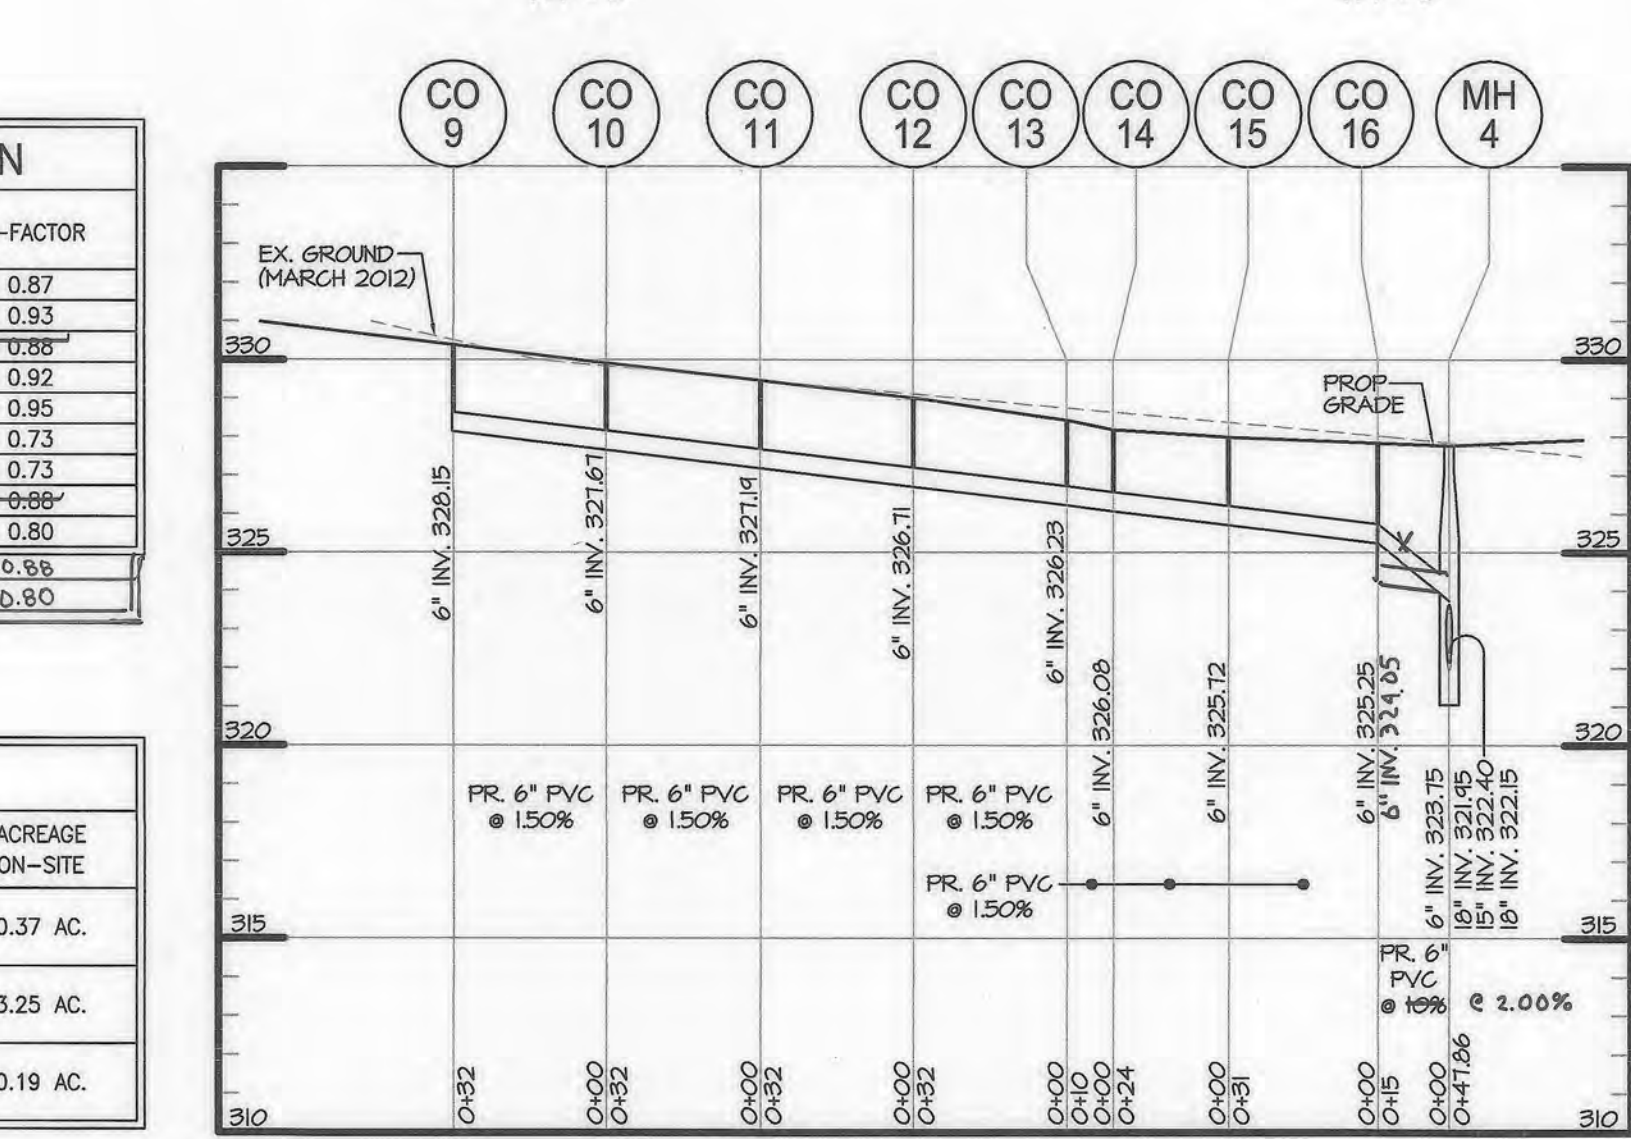 CO 9
CO 10
CO 11
CO 12
CO 13
CO 14
CO 15
CO 16
MH 4
N
-FACTOR
0.87
0.93
0.88
0.92
0.95
0.73
0.73
0.88
0.80
0.88
0.80
ACREAGE
ON-SITE
0.37 AC.
3.25 AC.
0.19 AC.
EX. GROUND
(MARCH 2012)
PROP
GRADE
330
330
325
325
320
320
315
315
310
310
6" INV. 328.15
6" INV. 327.67
6" INV. 327.19
6" INV. 326.71
6" INV. 326.23
6" INV. 326.08
6" INV. 325.72
6" INV. 325.25
6" INV. 324.05
6" INV. 323.75
18" INV. 321.95
15" INV. 322.40
18" INV. 322.15
PR. 6" PVC
@ 1.50%
PR. 6" PVC
@ 1.50%
PR. 6" PVC
@ 1.50%
PR. 6" PVC
@ 1.50%
PR. 6" PVC
@ 1.50%
PR. 6"
PVC
@ 10% @ 2.00%
0+32
0+00
0+32
0+00
0+32
0+00
0+32
0+00
0+10
0+00
0+24
0+00
0+31
0+00
0+15
0+00
0+47.86